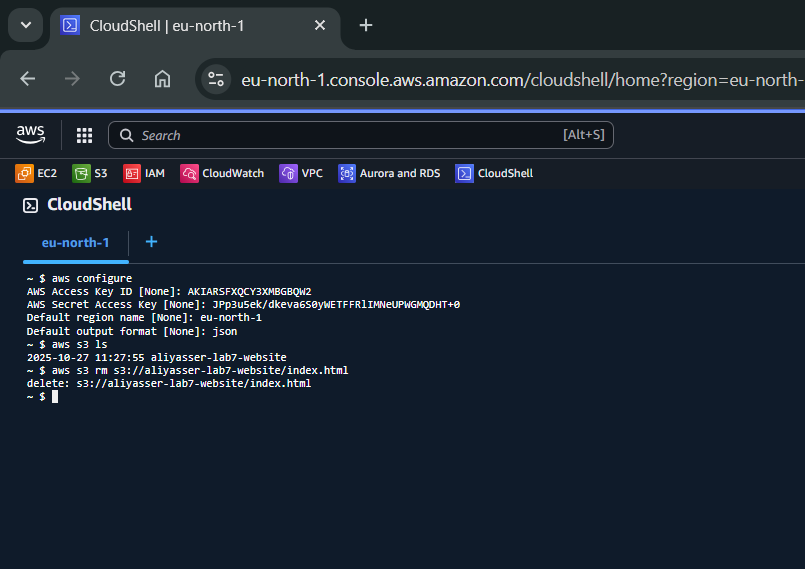 CloudShell | eu-north-1
eu-north-1.console.aws.amazon.com/cloudshell/home?region=eu-north-
aws
Search [Alt+S]
EC2 S3 IAM CloudWatch VPC Aurora and RDS CloudShell
CloudShell
eu-north-1
~ $ aws configure
AWS Access Key ID [None]: AKIARSFXQCY3XMBGBQW2
AWS Secret Access Key [None]: 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
Default region name [None]: eu-north-1
Default output format [None]: json
~ $ aws s3 ls
2025-10-27 11:27:55 aliyasser-lab7-website
~ $ aws s3 rm s3://aliyasser-lab7-website/index.html
delete: s3://aliyasser-lab7-website/index.html
~ $